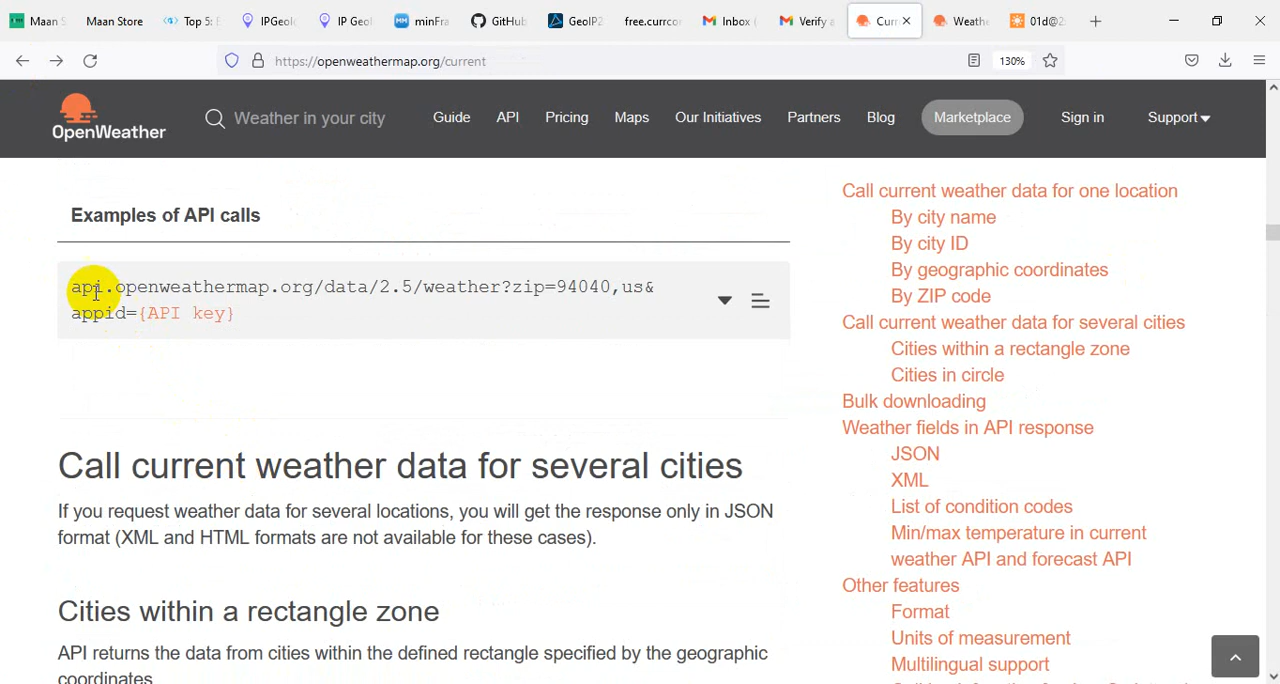 Maan S
Maan Store
Top 5:
IPGeol
IP Geol
minFra
GitHub
GeoIP2
free.currco
Inbox (
Verify a
Cur
Weathe
01d@2
https://openweathermap.org/current
130%
OpenWeather
Weather in your city
Guide
API
Pricing
Maps
Our Initiatives
Partners
Blog
Marketplace
Sign in
Support
Examples of API calls
api.openweathermap.org/data/2.5/weather?zip=94040,us&
appid={API key}
Call current weather data for several cities
If you request weather data for several locations, you will get the response only in JSON
format (XML and HTML formats are not available for these cases).
Cities within a rectangle zone
API returns the data from cities within the defined rectangle specified by the geographic
coordinates.
Call current weather data for one location
By city name
By city ID
By geographic coordinates
By ZIP code
Call current weather data for several cities
Cities within a rectangle zone
Cities in circle
Bulk downloading
Weather fields in API response
JSON
XML
List of condition codes
Min/max temperature in current
weather API and forecast API
Other features
Format
Units of measurement
Multilingual support